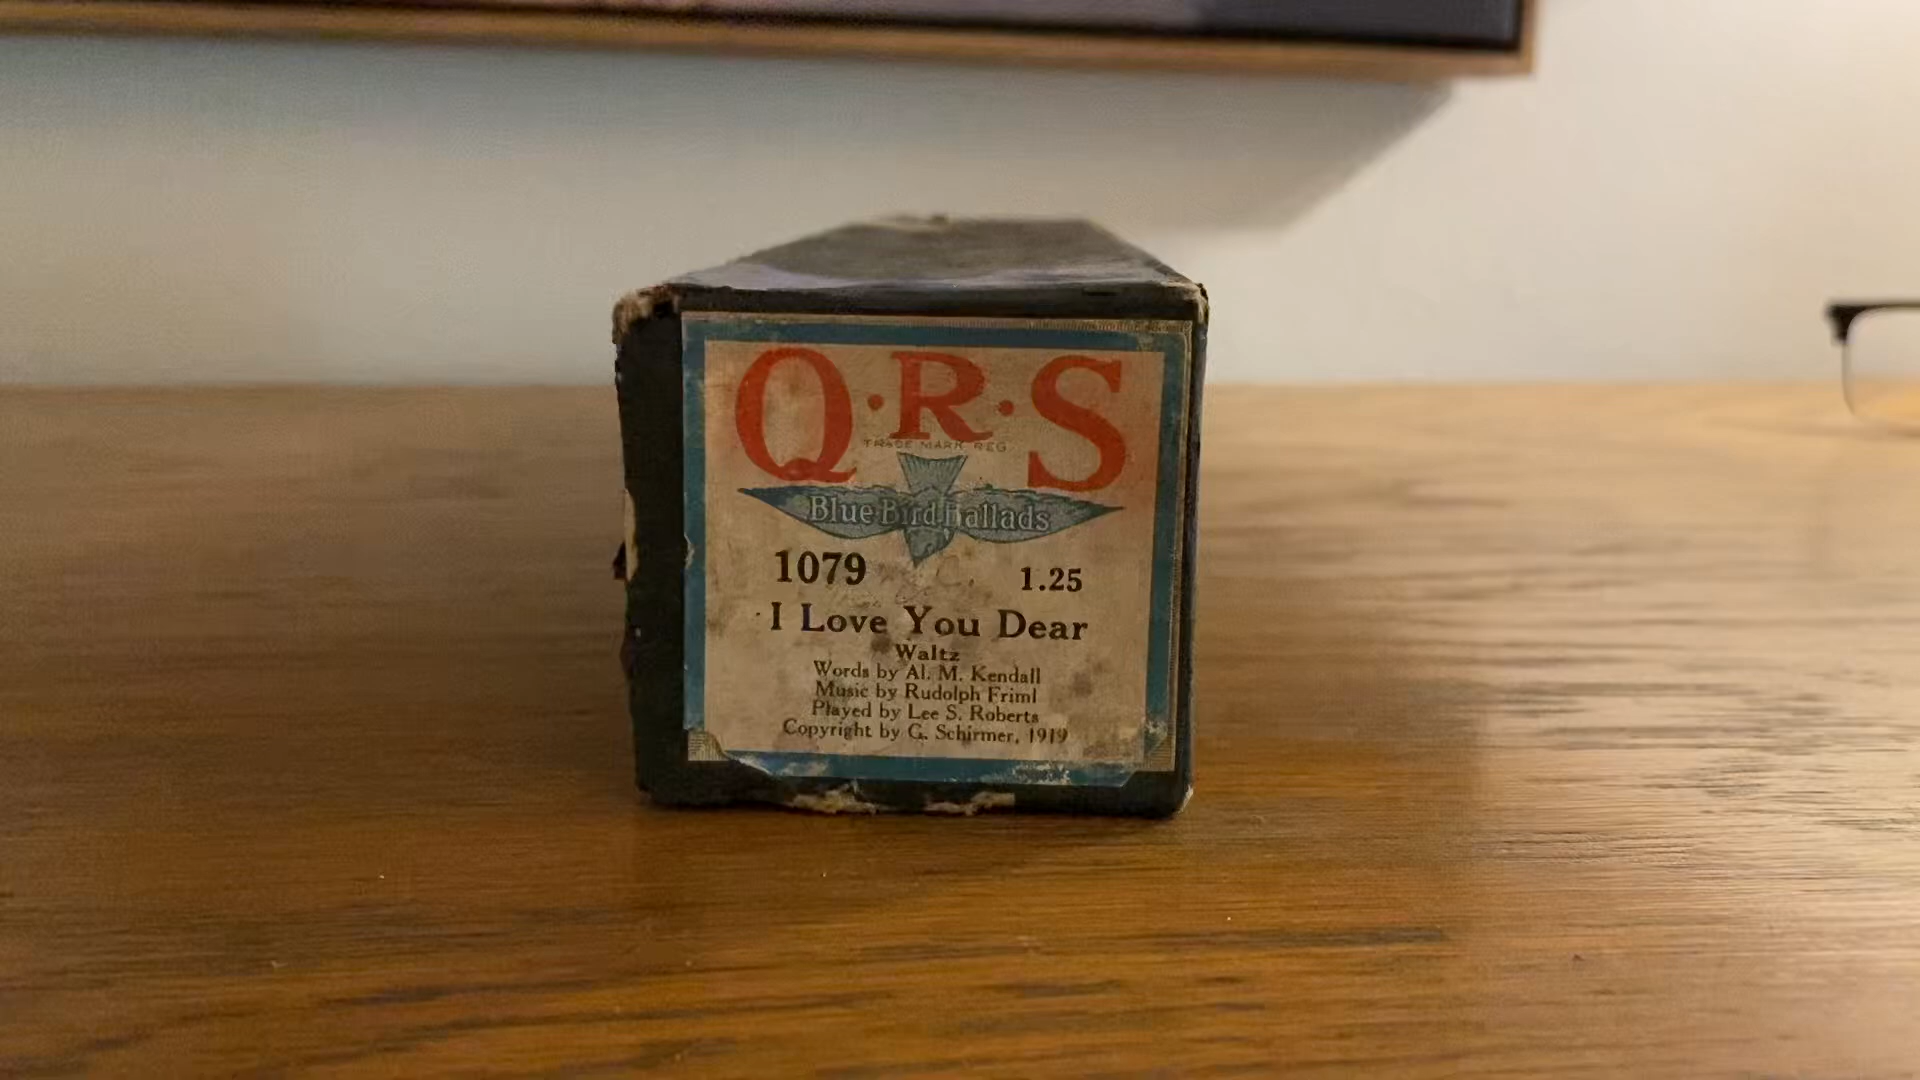 Q·R·S
TRADE MARK REG
Blue Bird Ballads
1079 1.25
I Love You Dear
Waltz
Words by Al. M. Kendall
Music by Rudolph Friml
Played by Lee S. Roberts
Copyright by G. Schirmer, 1919